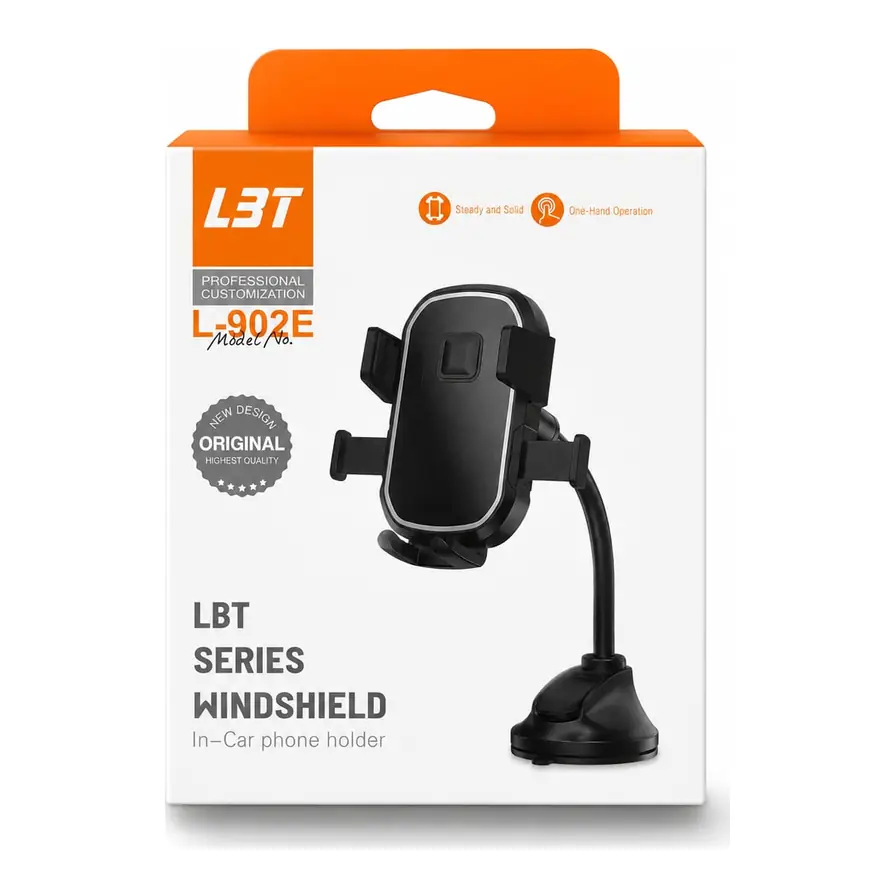 LBT
Steady and Solid
One-Hand Operation
PROFESSIONAL
CUSTOMIZATION
L-902E
Model No.
NEW DESIGN
ORIGINAL
HIGHEST QUALITY
LBT
SERIES
WINDSHIELD
In-Car phone holder